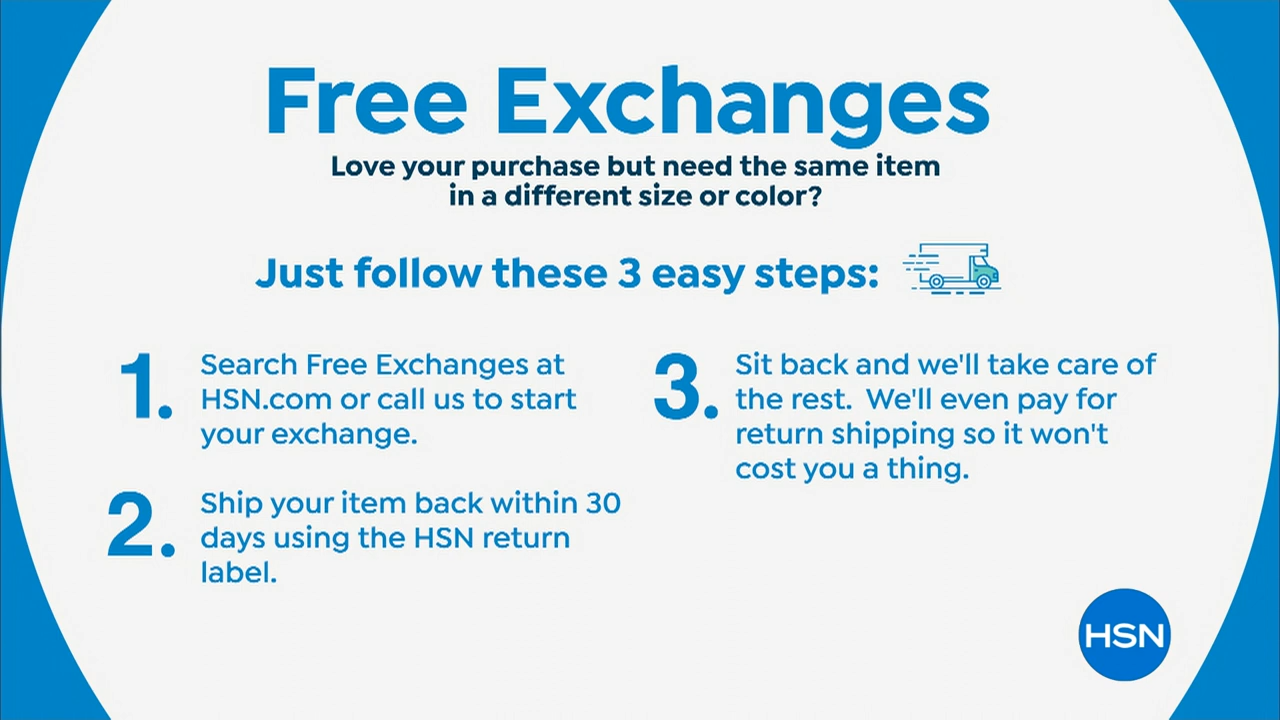 Free Exchanges
Love your purchase but need the same item
in a different size or color?
Just follow these 3 easy steps:
1. Search Free Exchanges at
HSN.com or call us to start
your exchange.
2. Ship your item back within 30
days using the HSN return
label.
3. Sit back and we'll take care of
the rest.  We'll even pay for
return shipping so it won't
cost you a thing.
HSN